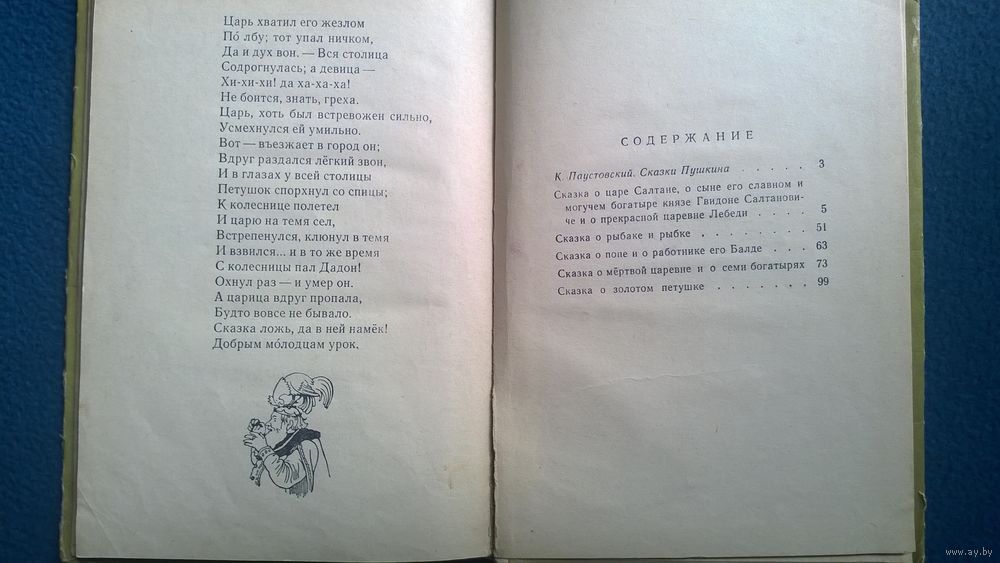 Царь хватил его жезлом
По́ лбу; тот упал ничком,
Да и дух вон. — Вся столица
Содрогнулась; а девица —
Хи-хи-хи! да ха-ха-ха!
Не боится, знать, греха.
Царь, хоть был встревожен сильно,
Усмехнулся ей умильно.
Вот — въезжает в город он;
Вдруг раздался лёгкий звон,
И в глазах у всей столицы
Петушок спорхнул со спицы;
К колеснице полетел
И царю на темя сел,
Встрепенулся, клюнул в темя
И взвился... и в то же время
С колесницы пал Дадон!
Охнул раз — и умер он.
А царица вдруг пропала,
Будто вовсе не бывало.
Сказка ложь, да в ней намёк!
Добрым мо́лодцам урок.
СОДЕРЖАНИЕ
К. Паустовский. Сказки Пушкина . . . . . 3
Сказка о царе Салтане, о сыне его славном и
могучем богатыре князе Гвидоне Салтанови-
че и о прекрасной царевне Лебеди . . . . 5
Сказка о рыбаке и рыбке . . . . . . . . 51
Сказка о попе и о работнике его Балде . . . 63
Сказка о мёртвой царевне и о семи богатырях 73
Сказка о золотом петушке . . . . . . . 99
www.ay.by